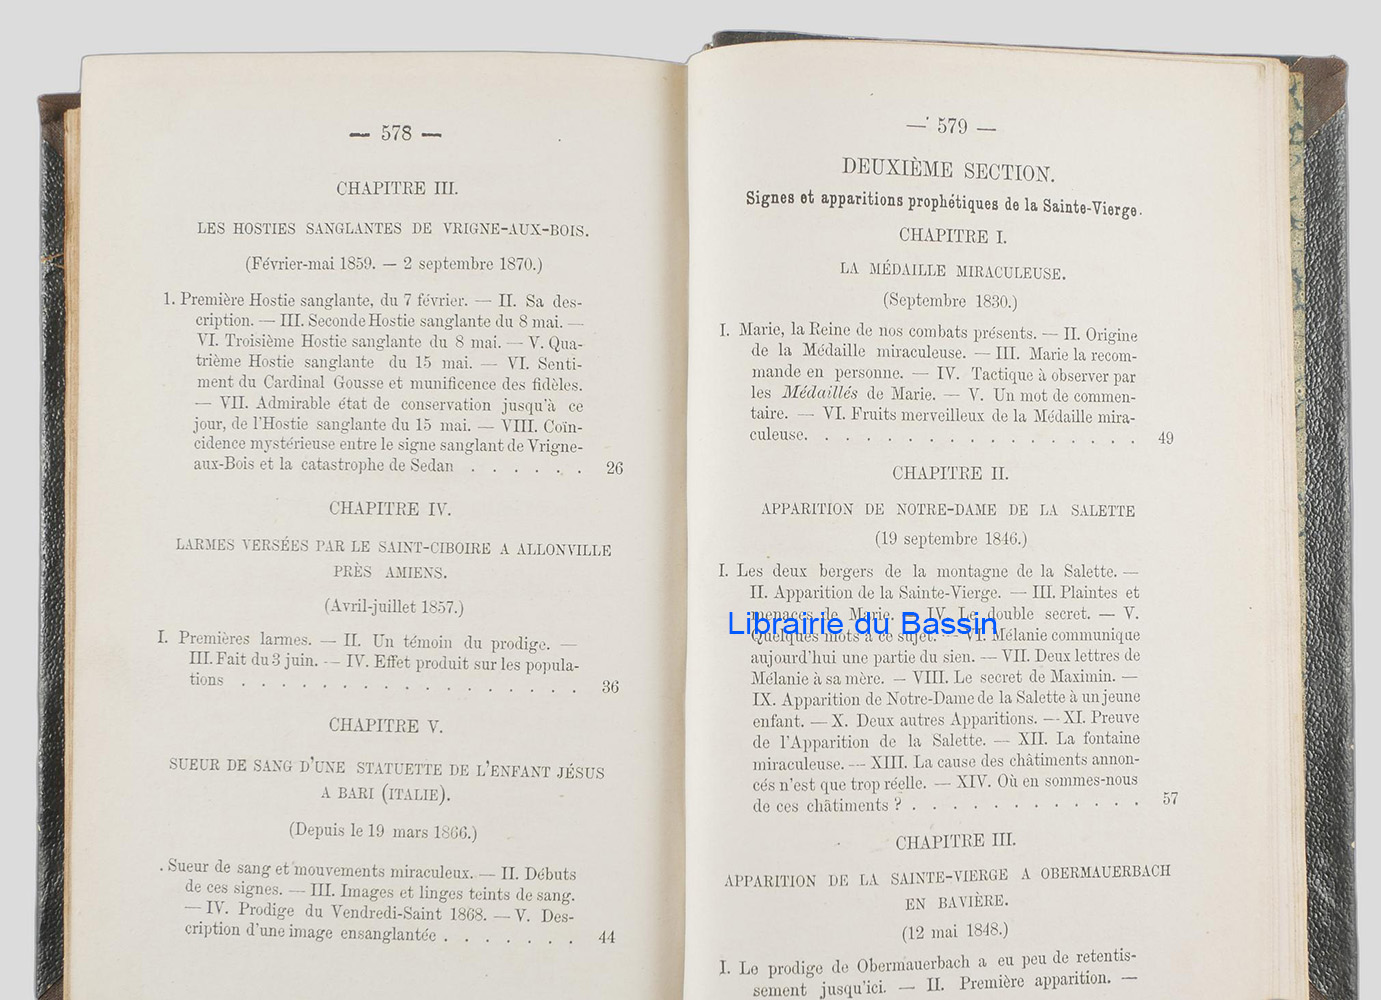 — 578 —
CHAPITRE III.
LES HOSTIES SANGLANTES DE VRIGNE-AUX-BOIS.
(Février-mai 1859. — 2 septembre 1870.)
1. Première Hostie sanglante, du 7 février. — II. Sa des-
cription. — III. Seconde Hostie sanglante du 8 mai. —
VI. Troisième Hostie sanglante du 8 mai. — V. Qua-
trième Hostie sanglante du 15 mai. — VI. Senti-
ment du Cardinal Gousse et munificence des fidèles.
— VII. Admirable état de conservation jusqu'à ce
jour, de l'Hostie sanglante du 15 mai. — VIII. Coïn-
cidence mystérieuse entre le signe sanglant de Vrigne-
aux-Bois et la catastrophe de Sedan . . . . . . 26
CHAPITRE IV.
LARMES VERSÉES PAR LE SAINT-CIBOIRE A ALLONVILLE
PRÈS AMIENS.
(Avril-juillet 1857.)
I. Premières larmes. — II. Un témoin du prodige. —
III. Fait du 3 juin. — IV. Effet produit sur les popula-
tions . . . . . . . . . . . . . . . . . 36
CHAPITRE V.
SUEUR DE SANG D'UNE STATUETTE DE L'ENFANT JÉSUS
A BARI (ITALIE).
(Depuis le 19 mars 1866.)
. Sueur de sang et mouvements miraculeux. — II. Débuts
de ces signes. — III. Images et linges teints de sang.
— IV. Prodige du Vendredi-Saint 1868. — V. Des-
cription d'une image ensanglantée . . . . . . . 44
— 579 —
DEUXIÈME SECTION.
Signes et apparitions prophétiques de la Sainte-Vierge.
CHAPITRE I.
LA MÉDAILLE MIRACULEUSE.
(Septembre 1830.)
I. Marie, la Reine de nos combats présents. — II. Origine
de la Médaille miraculeuse. — III. Marie la recom-
mande en personne. — IV. Tactique à observer par
les Médaillés de Marie. — V. Un mot de commen-
taire. — VI. Fruits merveilleux de la Médaille mira-
culeuse. . . . . . . . . . . . . . . . . 49
CHAPITRE II.
APPARITION DE NOTRE-DAME DE LA SALETTE
(19 septembre 1846.)
I. Les deux bergers de la montagne de la Salette. —
II. Apparition de la Sainte-Vierge. — III. Plaintes et
menaces de Marie. — IV. Le double secret. — V.
Librairie du Bassin
Quelques mots à ce sujet. — VI. Mélanie communique
aujourd'hui une partie du sien. — VII. Deux lettres de
Mélanie à sa mère. — VIII. Le secret de Maximin. —
IX. Apparition de Notre-Dame de la Salette à un jeune
enfant. — X. Deux autres Apparitions. — XI. Preuve
de l'Apparition de la Salette. — XII. La fontaine
miraculeuse. — XIII. La cause des châtiments annon-
cés n'est que trop réelle. — XIV. Où en sommes-nous
de ces châtiments ? . . . . . . . . . . . . 57
CHAPITRE III.
APPARITION DE LA SAINTE-VIERGE A OBERMAUERBACH
EN BAVIÈRE.
(12 mai 1848.)
I. Le prodige de Obermauerbach a eu peu de retentis-
sement jusqu'ici. — II. Première apparition. —